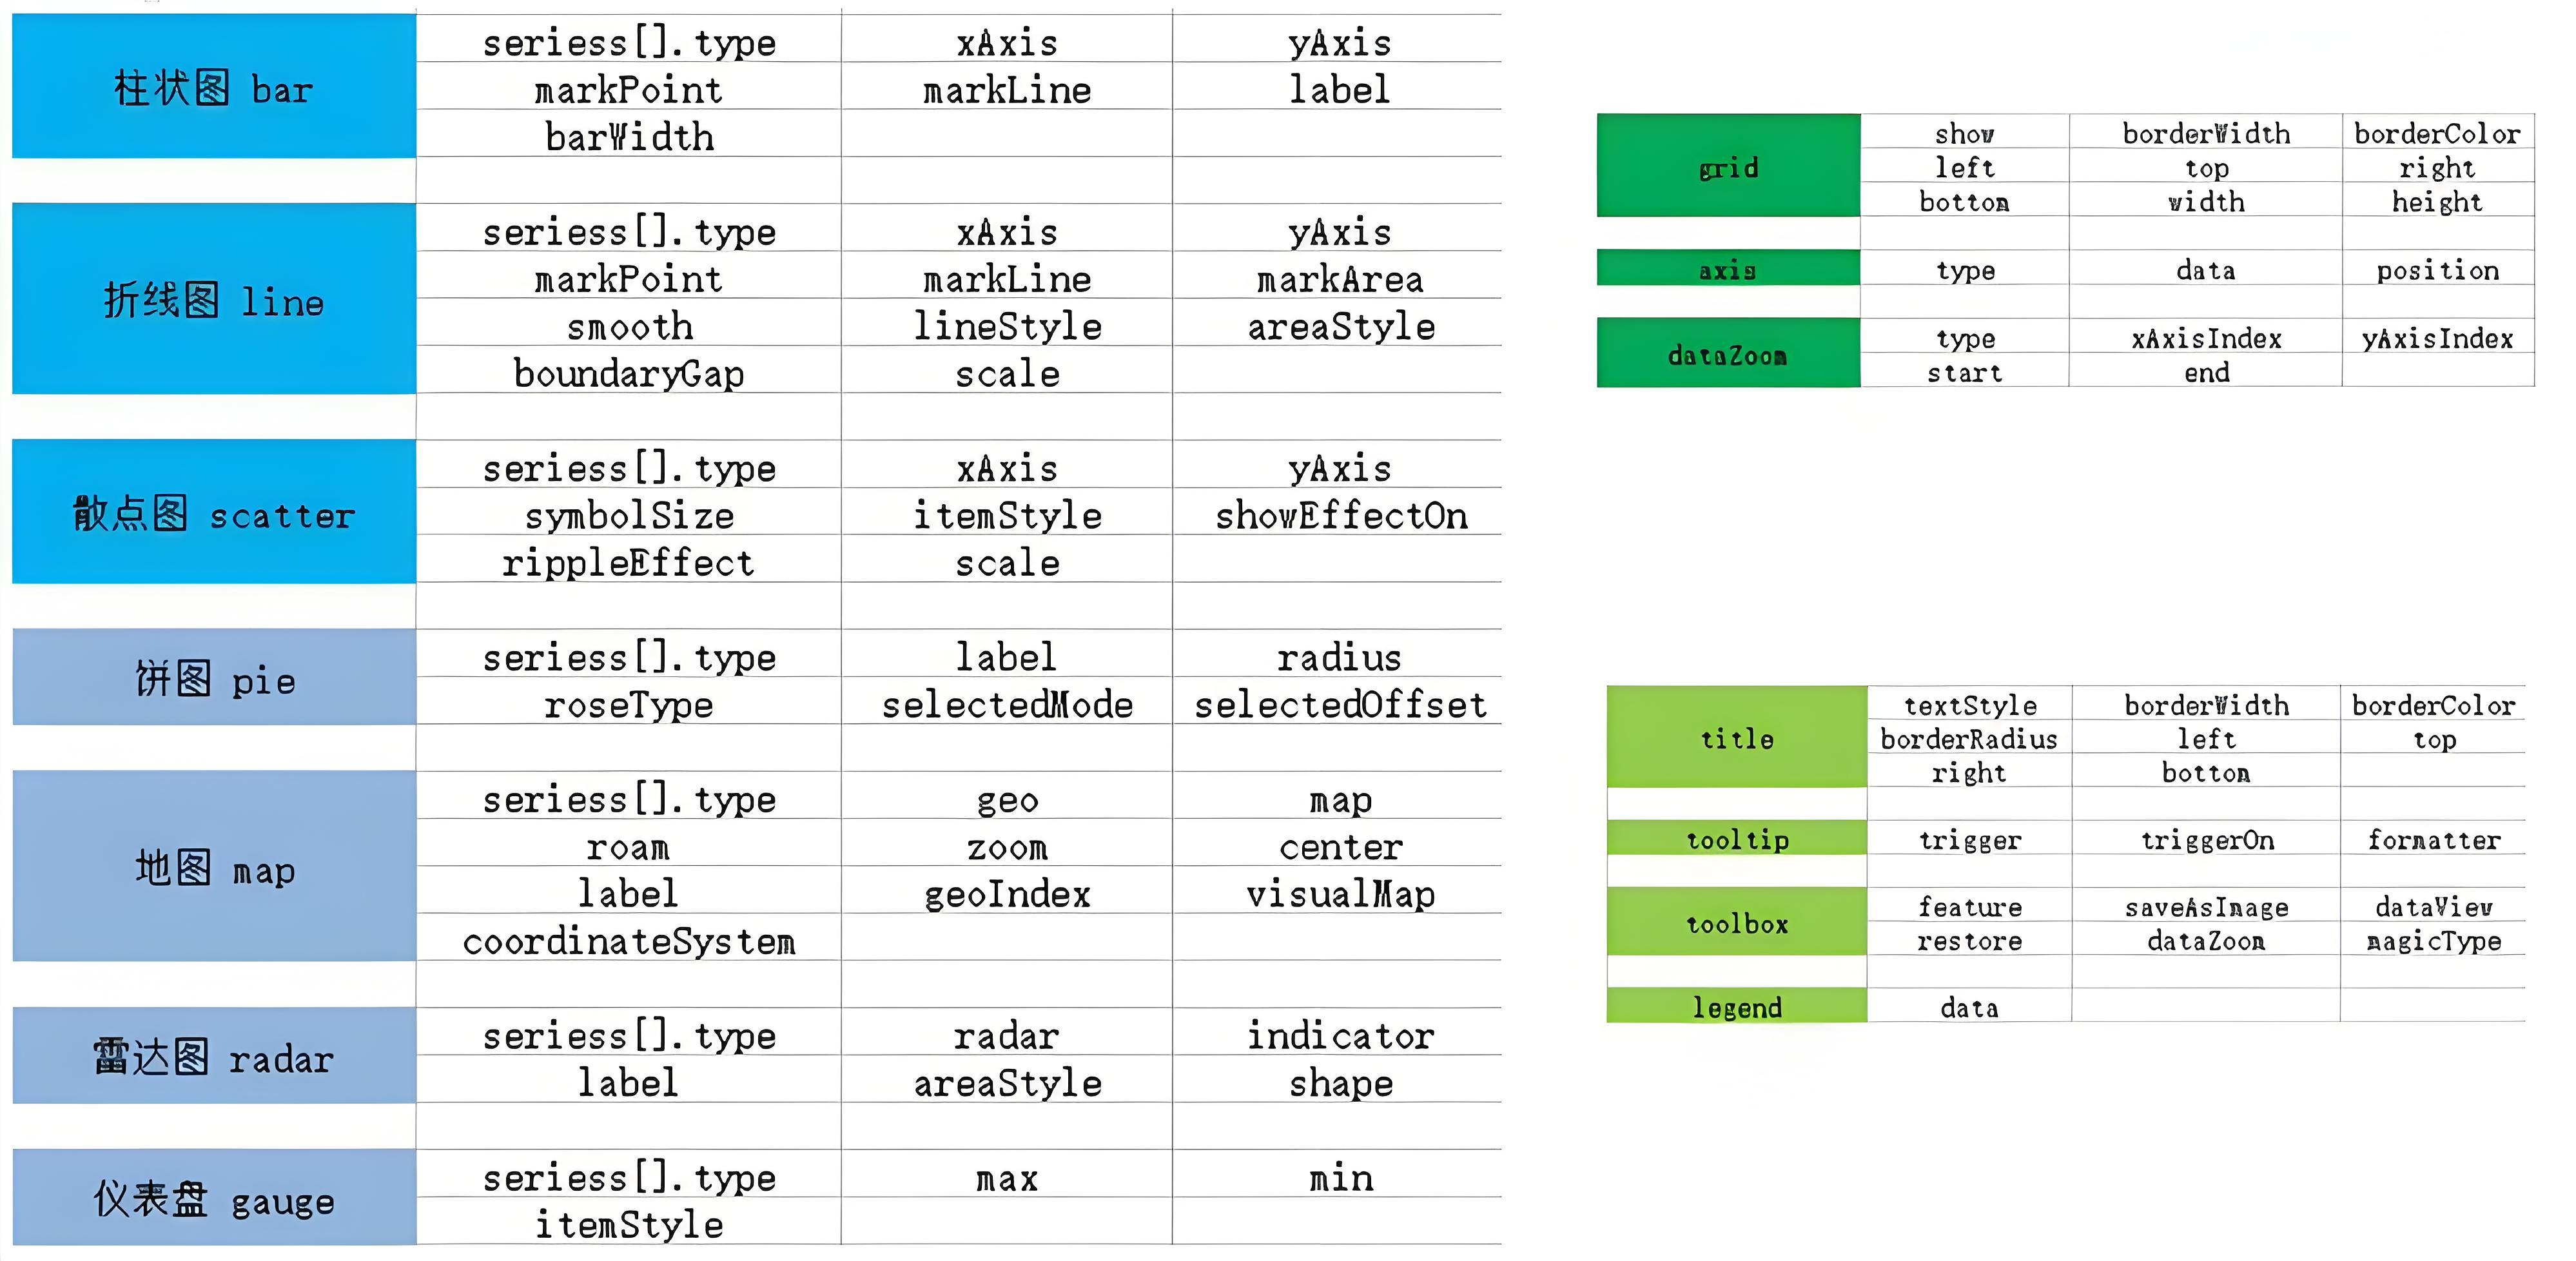 柱状图 bar
seriess[].type xAxis yAxis
markPoint markLine label
barWidth
折线图 line
seriess[].type xAxis yAxis
markPoint markLine markArea
smooth lineStyle areaStyle
boundaryGap scale
散点图 scatter
seriess[].type xAxis yAxis
symbolSize itemStyle showEffectOn
rippleEffect scale
饼图 pie
seriess[].type label radius
roseType selectedMode selectedOffset
地图 map
seriess[].type geo map
roam zoom center
label geoIndex visualMap
coordinateSystem
雷达图 radar
seriess[].type radar indicator
label areaStyle shape
仪表盘 gauge
seriess[].type max min
itemStyle
grid
show borderWidth borderColor
left top right
bottom width height
axis
type data position
dataZoom
type xAxisIndex yAxisIndex
start end
title
textStyle borderWidth borderColor
borderRadius left top
right bottom
tooltip
trigger triggerOn formatter
toolbox
feature saveAsImage dataView
restore dataZoom magicType
legend
data